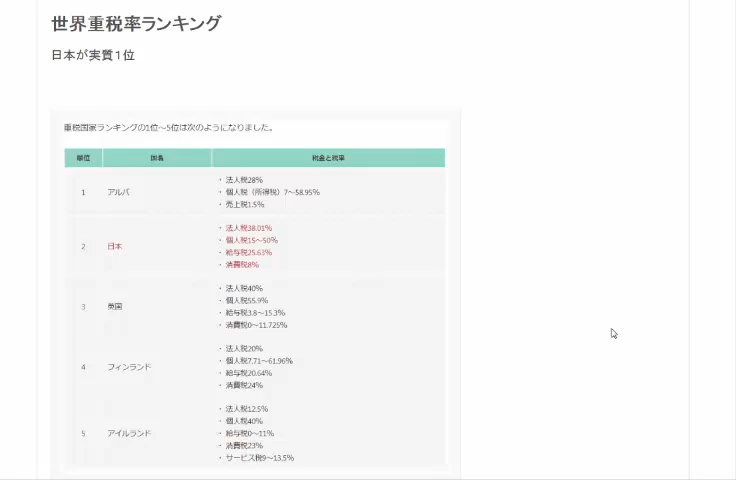 世界重税率ランキング
日本が実質１位
重税国家ランキングの1位～5位は次のようになりました。
順位 国名 税金と税率
1 アルバ
・ 法人税28%
・ 個人税（所得税）7～58.95%
・ 売上税1.5%
2 日本
・ 法人税38.01%
・ 個人税15～50%
・ 給与税25.63%
・ 消費税8%
3 英国
・ 法人税40%
・ 個人税55.9%
・ 給与税3.8～15.3%
・ 消費税0～11.725%
4 フィンランド
・ 法人税20%
・ 個人税7.71～61.96%
・ 給与税20.64%
・ 消費税24%
5 アイルランド
・ 法人税12.5%
・ 個人税40%
・ 給与税0～11%
・ 消費税23%
・ サービス税9～13.5%